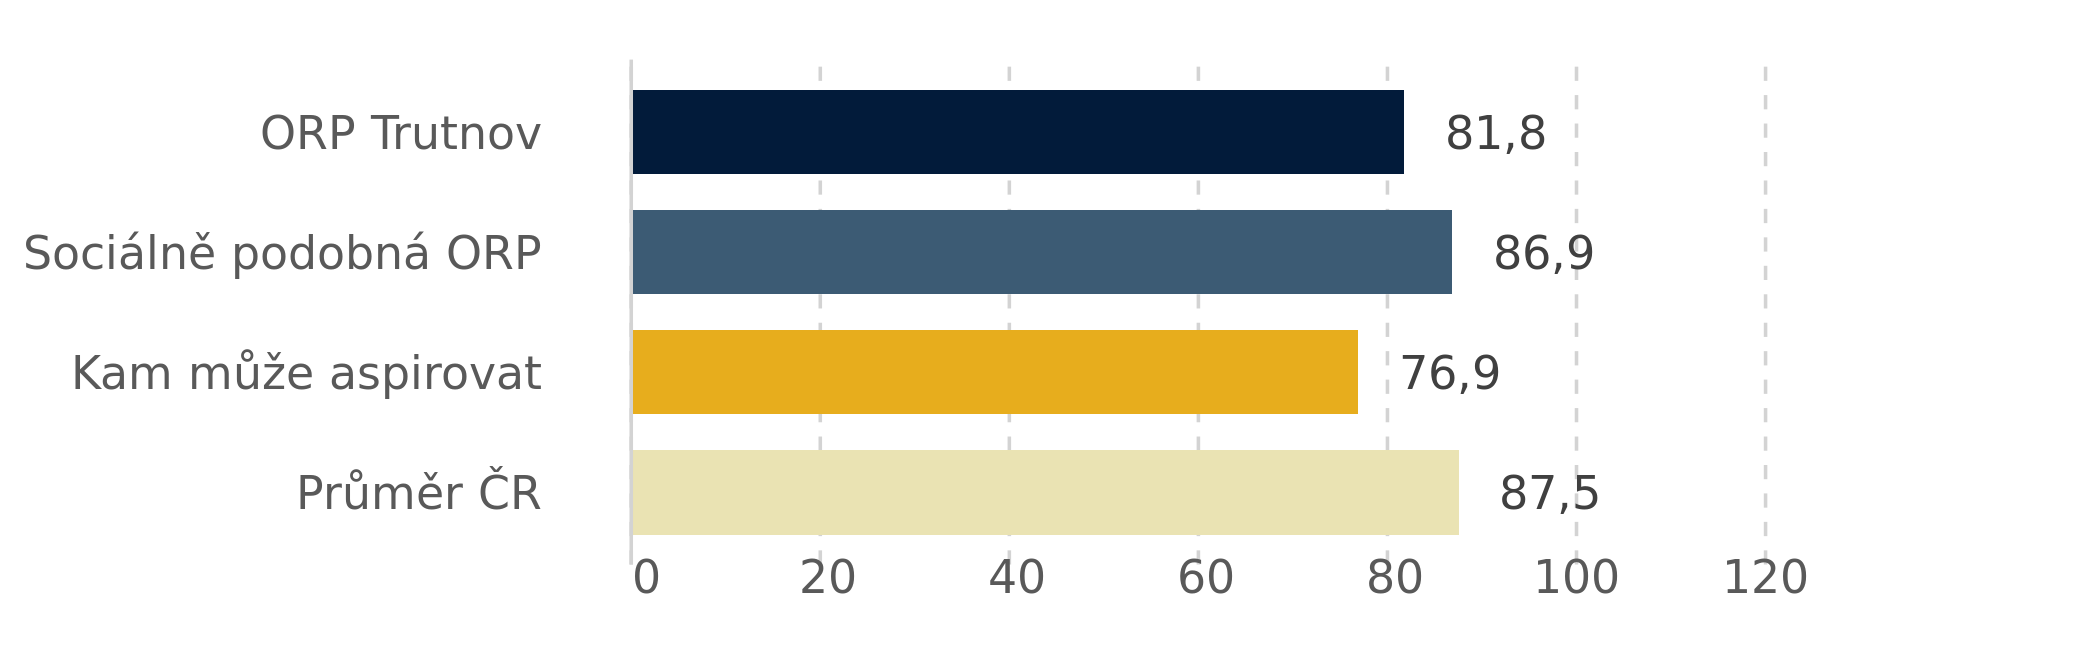 ORP Trutnov 81,8
Sociálně podobná ORP 86,9
Kam může aspirovat 76,9
Průměr ČR 87,5
0 20 40 60 80 100 120